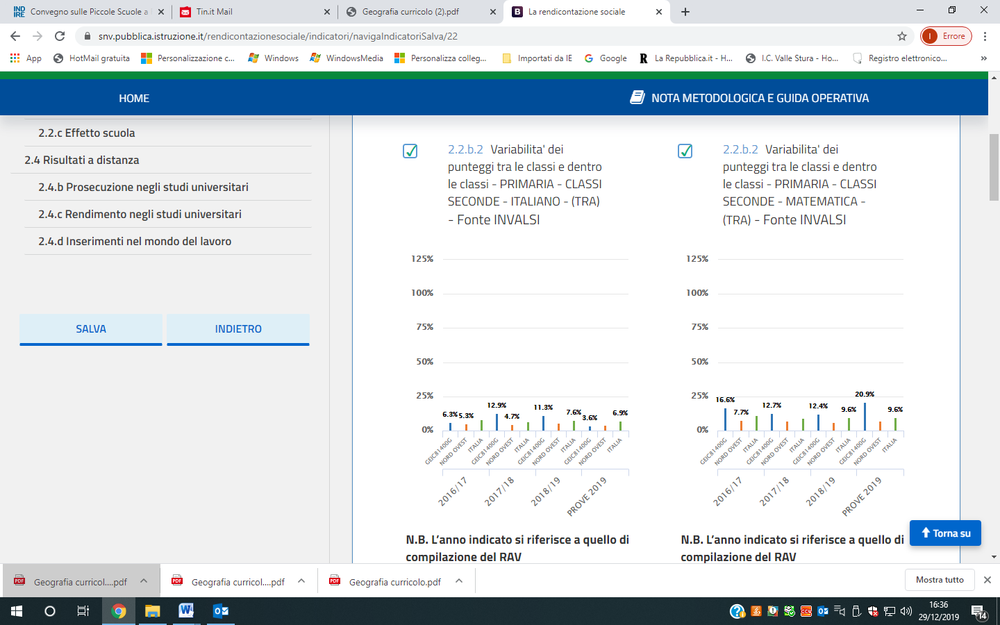 Convegno sulle Piccole Scuole a
Tin.it Mail
Geografia curricolo (2).pdf
La rendicontazione sociale
snv.pubblica.istruzione.it/rendicontazionesociale/indicatori/navigaIndicatoriSalva/22
I Errore
App
HotMail gratuita
Personalizzazione c...
Windows
WindowsMedia
Personalizza colleg...
Importati da IE
Google
La Repubblica.it - H...
I.C. Valle Stura - Ho...
Registro elettronico...
HOME
NOTA METODOLOGICA E GUIDA OPERATIVA
2.2.c Effetto scuola
2.4 Risultati a distanza
2.4.b Prosecuzione negli studi universitari
2.4.c Rendimento negli studi universitari
2.4.d Inserimenti nel mondo del lavoro
SALVA
INDIETRO
2.2.b.2 Variabilita' dei
punteggi tra le classi e dentro
le classi - PRIMARIA - CLASSI
SECONDE - ITALIANO - (TRA)
- Fonte INVALSI
125%
100%
75%
50%
25%
0%
6.3% 5.3% 12.9% 4.7% 11.3% 7.6% 3.6% 6.9%
GEIC81400G NORD OVEST ITALIA GEIC81400G NORD OVEST ITALIA GEIC81400G NORD OVEST ITALIA GEIC81400G NORD OVEST ITALIA
2016/17 2017/18 2018/19 PROVE 2019
N.B. L'anno indicato si riferisce a quello di
compilazione del RAV
2.2.b.2 Variabilita' dei
punteggi tra le classi e dentro
le classi - PRIMARIA - CLASSI
SECONDE - MATEMATICA -
(TRA) - Fonte INVALSI
125%
100%
75%
50%
25%
0%
16.6% 7.7% 12.7% 12.4% 9.6% 20.9% 9.6%
GEIC81400G NORD OVEST ITALIA GEIC81400G NORD OVEST ITALIA GEIC81400G NORD OVEST ITALIA GEIC81400G NORD OVEST ITALIA
2016/17 2017/18 2018/19 PROVE 2019
N.B. L'anno indicato si riferisce a quello di
compilazione del RAV
Torna su
Geografia curricol....pdf
Geografia curricol....pdf
Geografia curricolo.pdf
Mostra tutto
16:36
29/12/2019
14